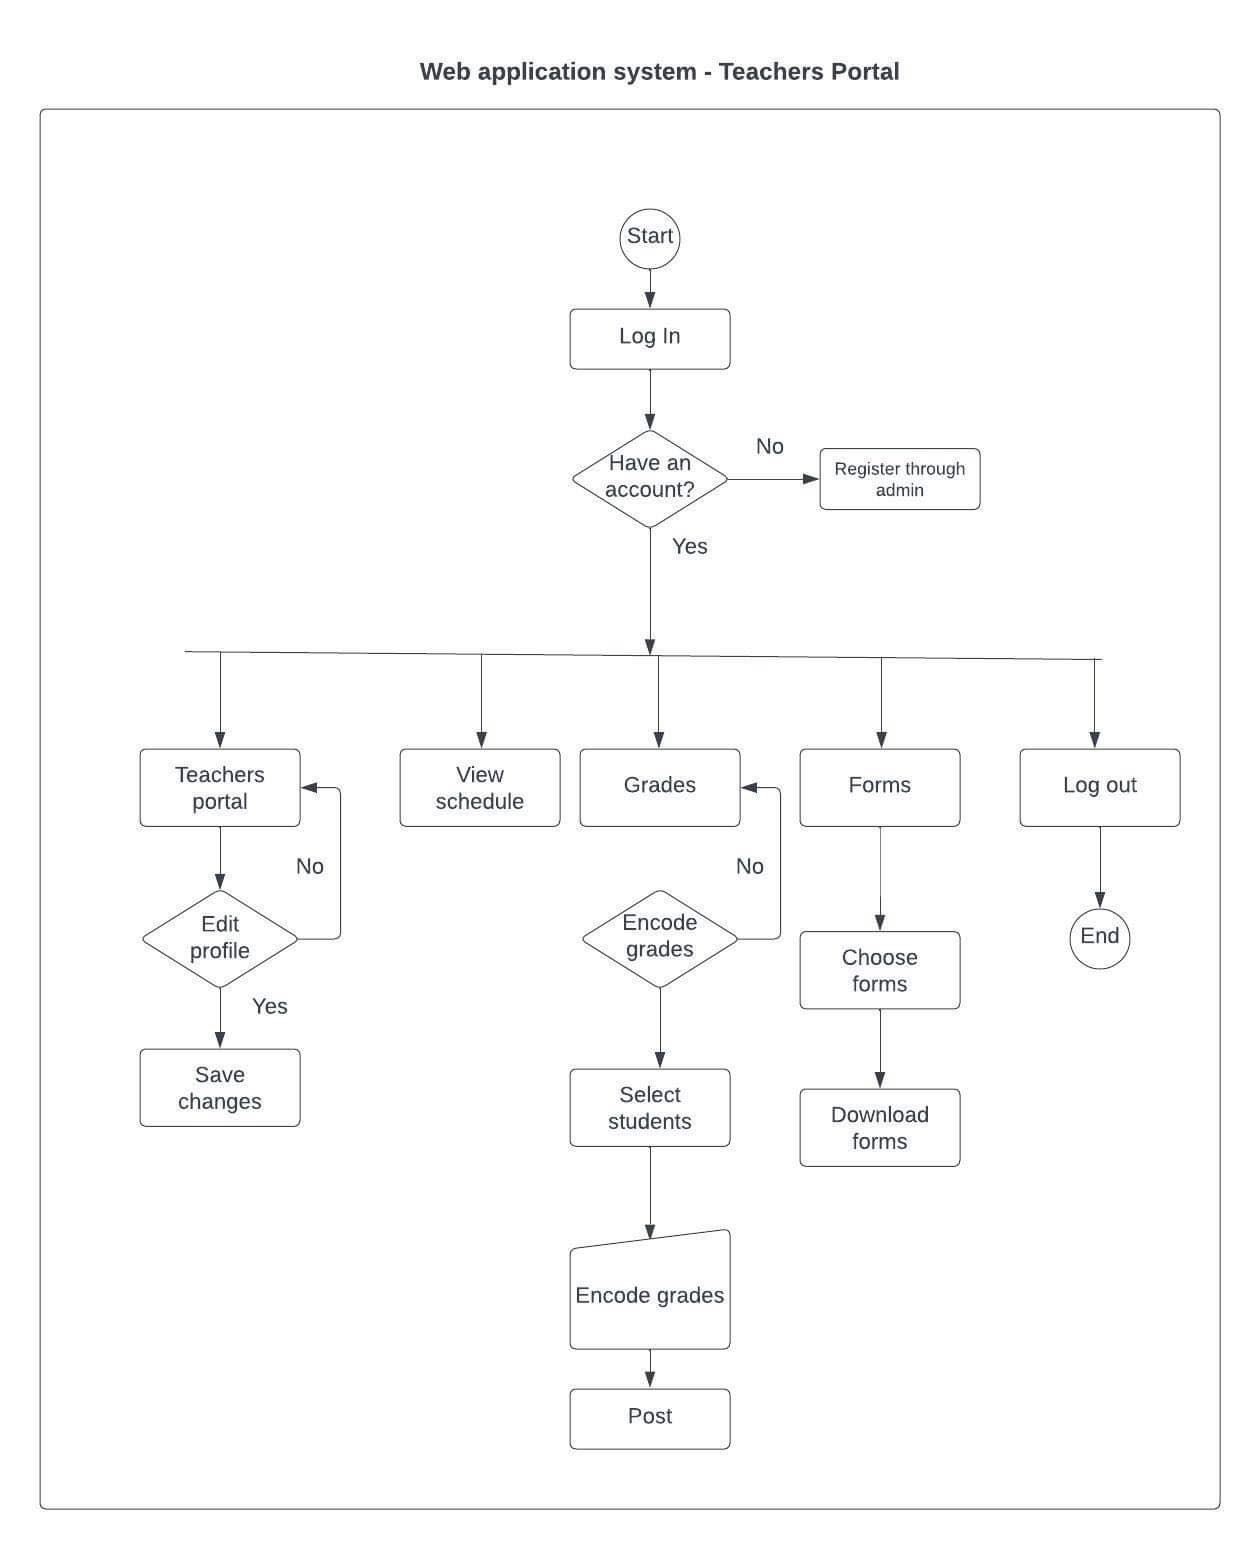 Web application system - Teachers Portal
Start
Log In
Have an
account?
No
Register through
admin
Yes
Teachers
portal
View
schedule
Grades
Forms
Log out
No
No
Edit
profile
Encode
grades
Choose
forms
End
Yes
Save
changes
Select
students
Download
forms
Encode grades
Post